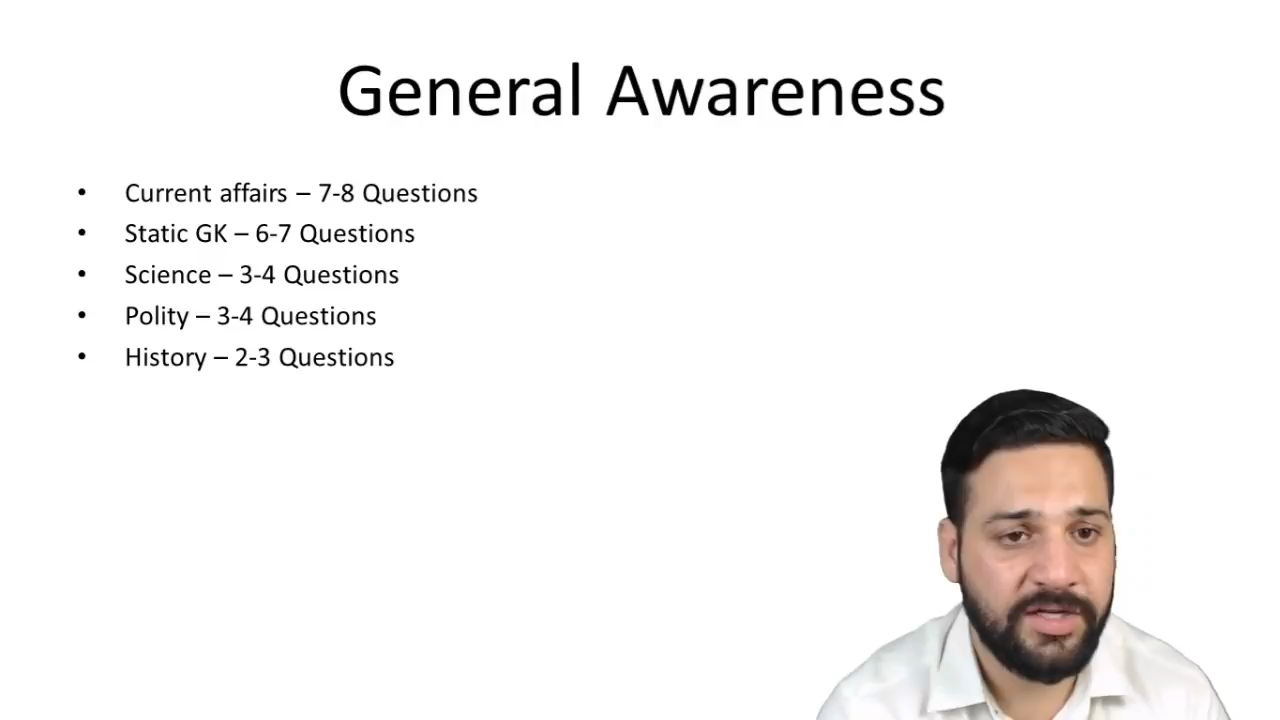 General Awareness
• Current affairs – 7-8 Questions
• Static GK – 6-7 Questions
• Science – 3-4 Questions
• Polity – 3-4 Questions
• History – 2-3 Questions